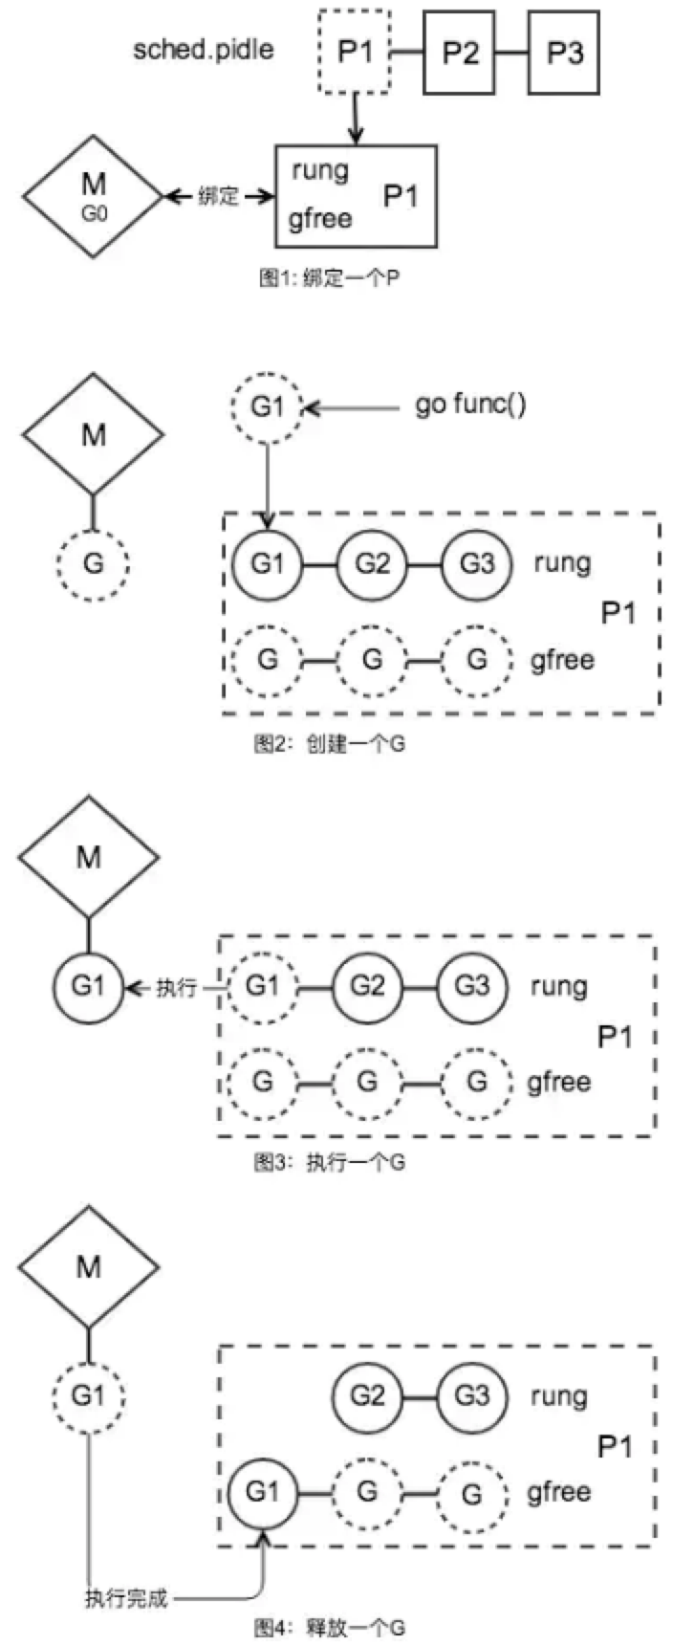 sched.pidle P1 P2 P3
M
G0
绑定
rung
gfree
P1
图1: 绑定一个P
M
G
G1
go func()
G1 G2 G3 rung
P1
G G G gfree
图2：创建一个G
M
G1
执行
G1 G2 G3 rung
P1
G G G gfree
图3：执行一个G
M
G1
G2 G3 rung
P1
G1 G G gfree
执行完成
图4：释放一个G